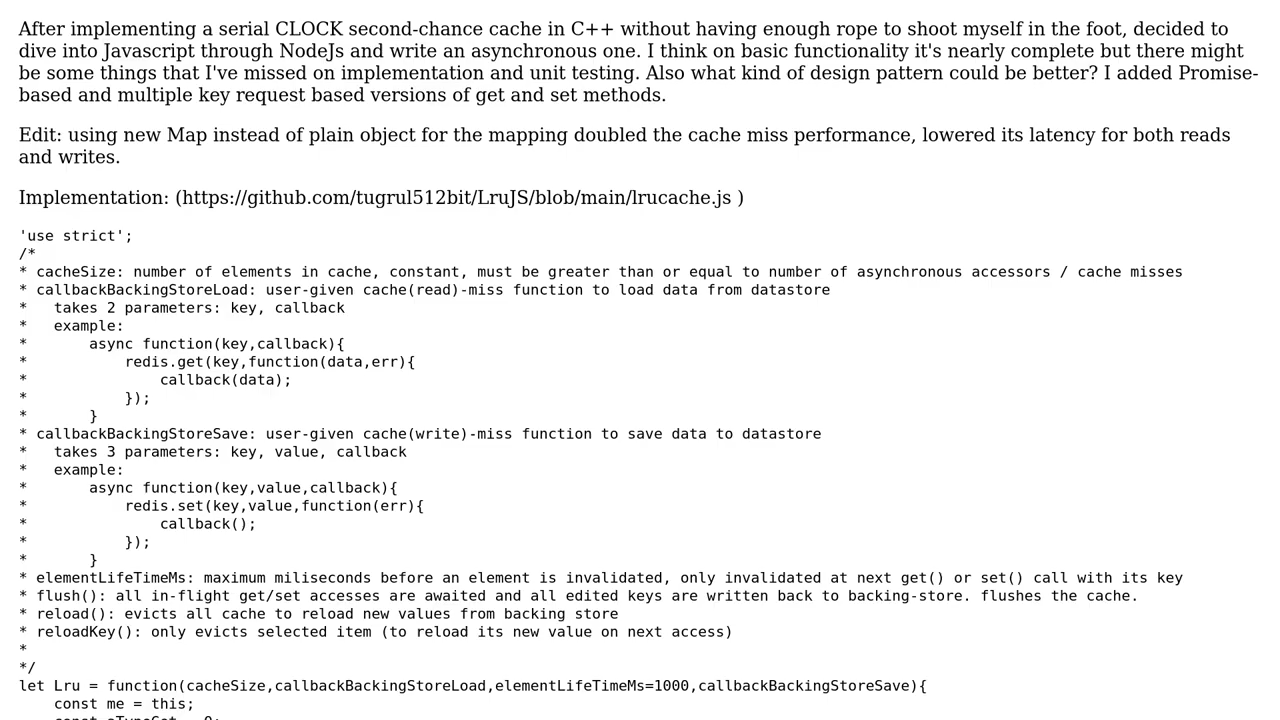 After implementing a serial CLOCK second-chance cache in C++ without having enough rope to shoot myself in the foot, decided to
dive into Javascript through NodeJs and write an asynchronous one. I think on basic functionality it's nearly complete but there might
be some things that I've missed on implementation and unit testing. Also what kind of design pattern could be better? I added Promise-
based and multiple key request based versions of get and set methods.
Edit: using new Map instead of plain object for the mapping doubled the cache miss performance, lowered its latency for both reads
and writes.
Implementation: (https://github.com/tugrul512bit/LruJS/blob/main/lrucache.js )
'use strict';
/*
* cacheSize: number of elements in cache, constant, must be greater than or equal to number of asynchronous accessors / cache misses
* callbackBackingStoreLoad: user-given cache(read)-miss function to load data from datastore
*   takes 2 parameters: key, callback
*   example:
*       async function(key,callback){
*           redis.get(key,function(data,err){
*               callback(data);
*           });
*       }
* callbackBackingStoreSave: user-given cache(write)-miss function to save data to datastore
*   takes 3 parameters: key, value, callback
*   example:
*       async function(key,value,callback){
*           redis.set(key,value,function(err){
*               callback();
*           });
*       }
* elementLifeTimeMs: maximum miliseconds before an element is invalidated, only invalidated at next get() or set() call with its key
* flush(): all in-flight get/set accesses are awaited and all edited keys are written back to backing-store. flushes the cache.
* reload(): evicts all cache to reload new values from backing store
* reloadKey(): only evicts selected item (to reload its new value on next access)
*
*/
let Lru = function(cacheSize,callbackBackingStoreLoad,elementLifeTimeMs=1000,callbackBackingStoreSave){
    const me = this;